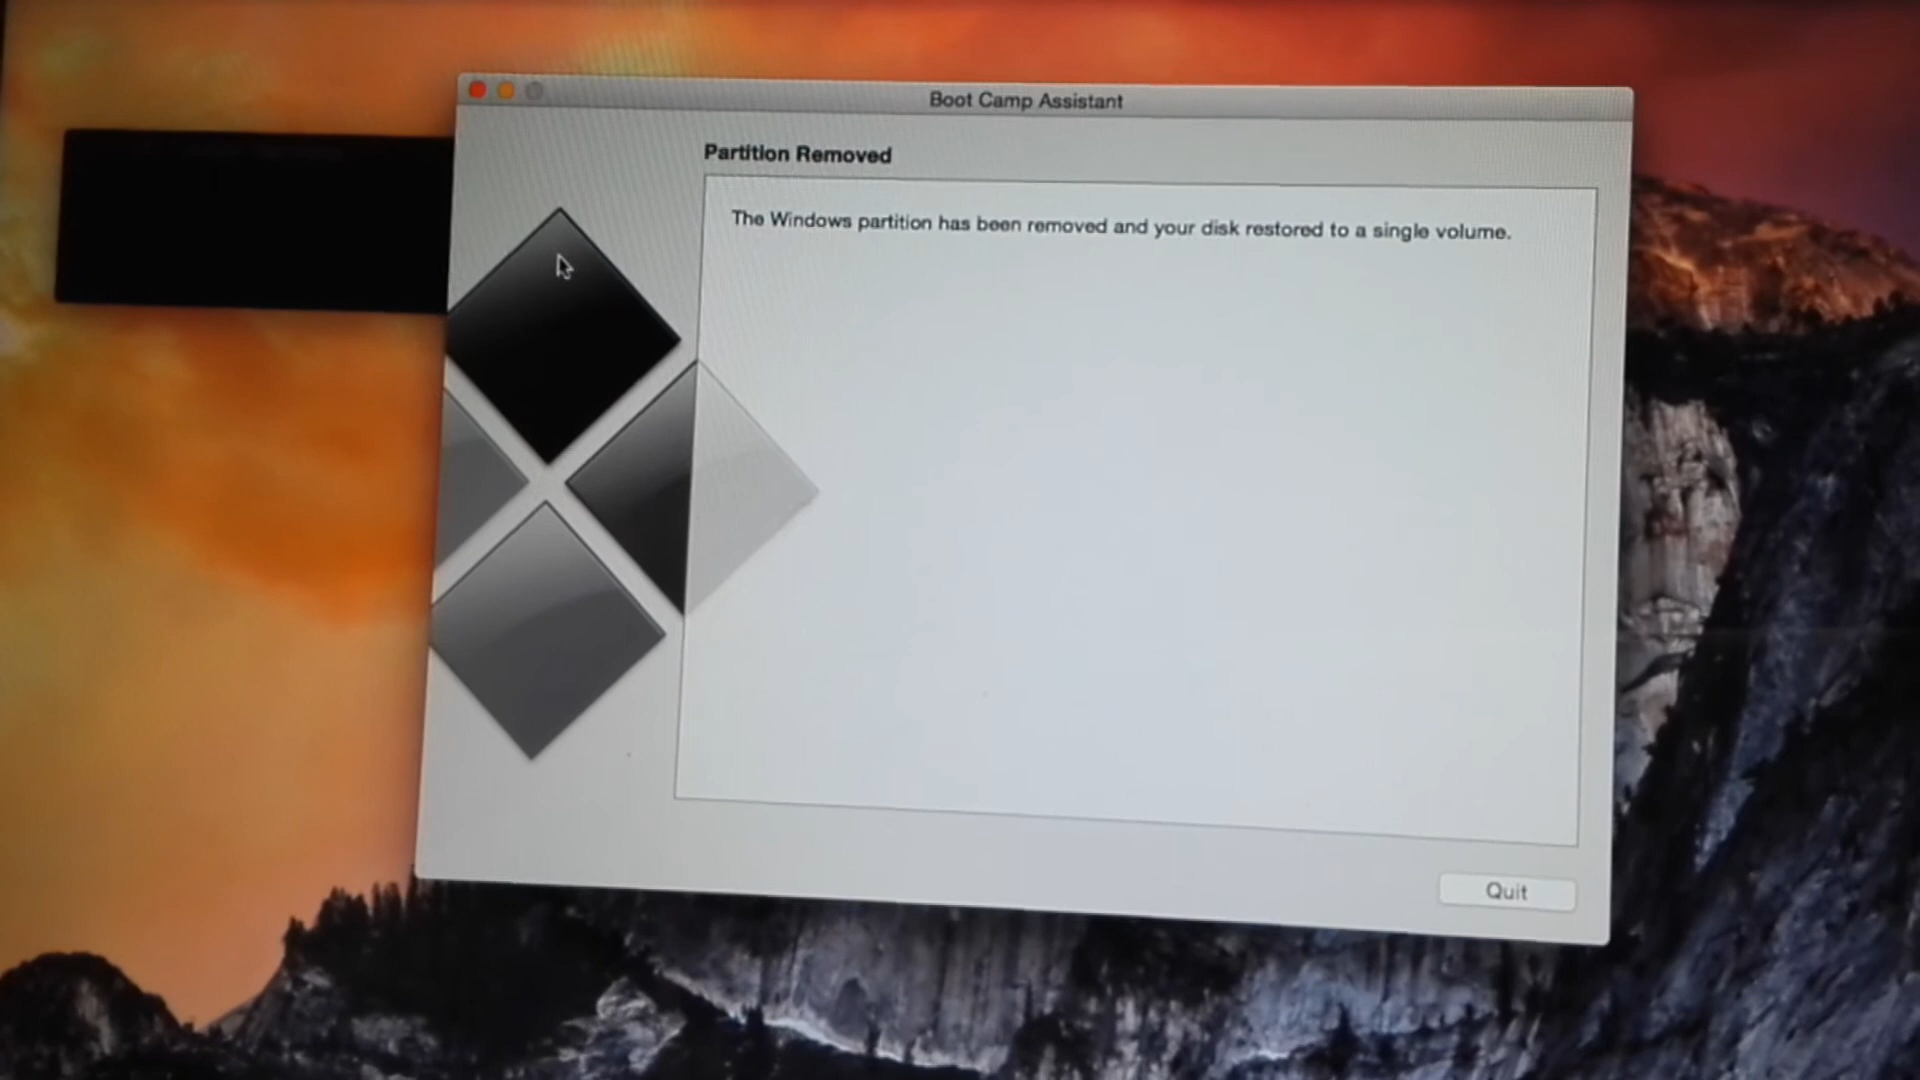 Boot Camp Assistant
Partition Removed
The Windows partition has been removed and your disk restored to a single volume.
Quit